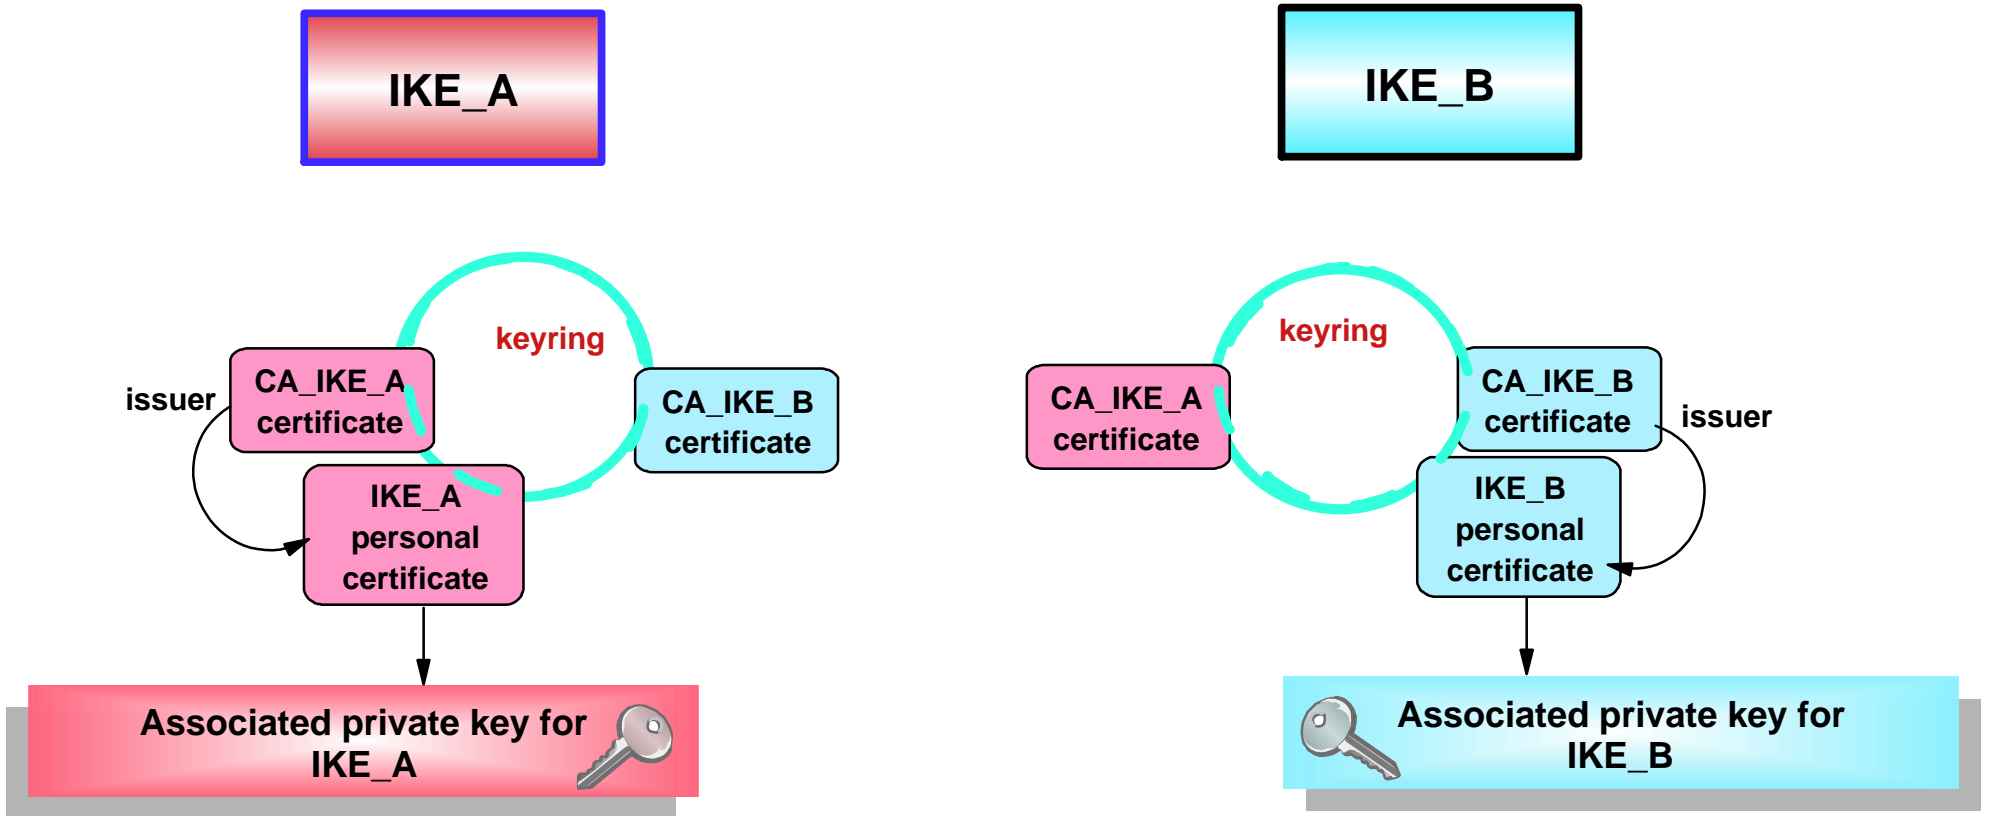 IKE_A
IKE_B
keyring
CA_IKE_A
certificate
issuer
CA_IKE_B
certificate
IKE_A
personal
certificate
Associated private key for
IKE_A
keyring
CA_IKE_A
certificate
CA_IKE_B
certificate
issuer
IKE_B
personal
certificate
Associated private key for
IKE_B